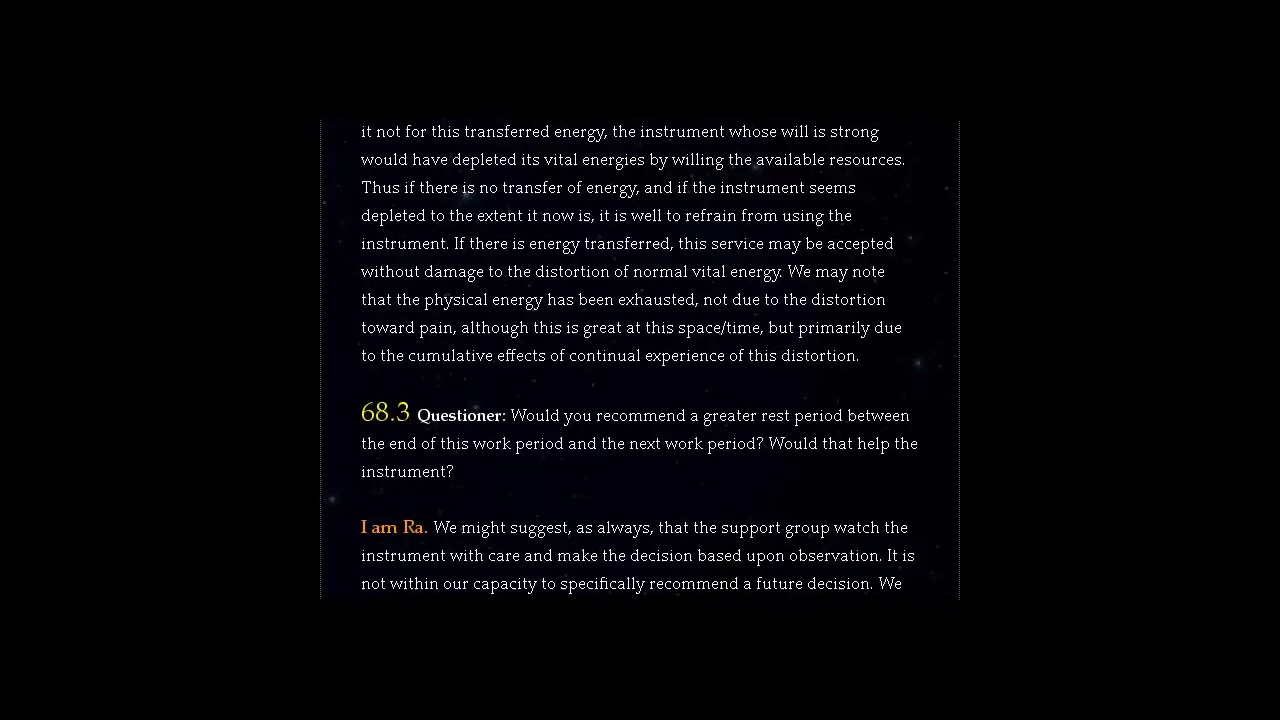 it not for this transferred energy, the instrument whose will is strong
would have depleted its vital energies by willing the available resources.
Thus if there is no transfer of energy, and if the instrument seems
depleted to the extent it now is, it is well to refrain from using the
instrument. If there is energy transferred, this service may be accepted
without damage to the distortion of normal vital energy. We may note
that the physical energy has been exhausted, not due to the distortion
toward pain, although this is great at this space/time, but primarily due
to the cumulative effects of continual experience of this distortion.
68.3 Questioner: Would you recommend a greater rest period between
the end of this work period and the next work period? Would that help the
instrument?
I am Ra. We might suggest, as always, that the support group watch the
instrument with care and make the decision based upon observation. It is
not within our capacity to specifically recommend a future decision. We